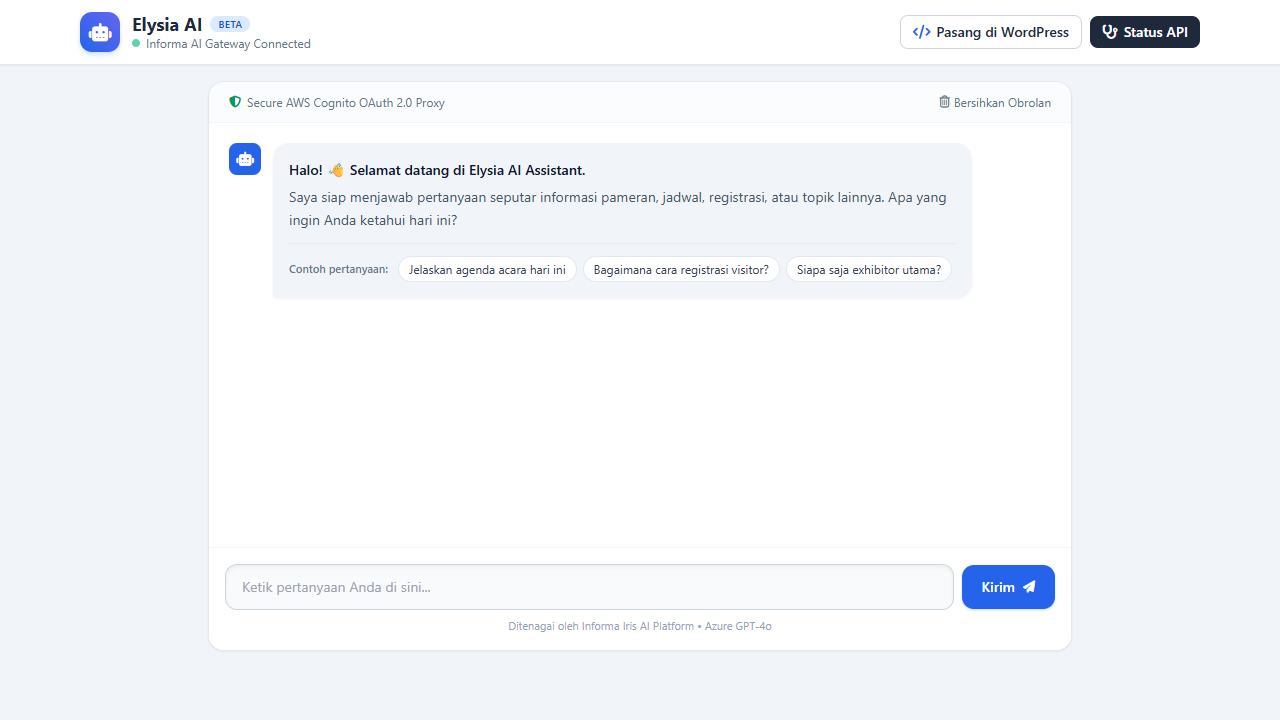 Elysia AI BETA
Informa AI Gateway Connected
</> Pasang di WordPress
Status API
Secure AWS Cognito OAuth 2.0 Proxy
Bersihkan Obrolan
Halo! 👋 Selamat datang di Elysia AI Assistant.
Saya siap menjawab pertanyaan seputar informasi pameran, jadwal, registrasi, atau topik lainnya. Apa yang
ingin Anda ketahui hari ini?
Contoh pertanyaan: Jelaskan agenda acara hari ini Bagaimana cara registrasi visitor? Siapa saja exhibitor utama?
Ketik pertanyaan Anda di sini...
Kirim
Ditenagai oleh Informa Iris AI Platform • Azure GPT-4o